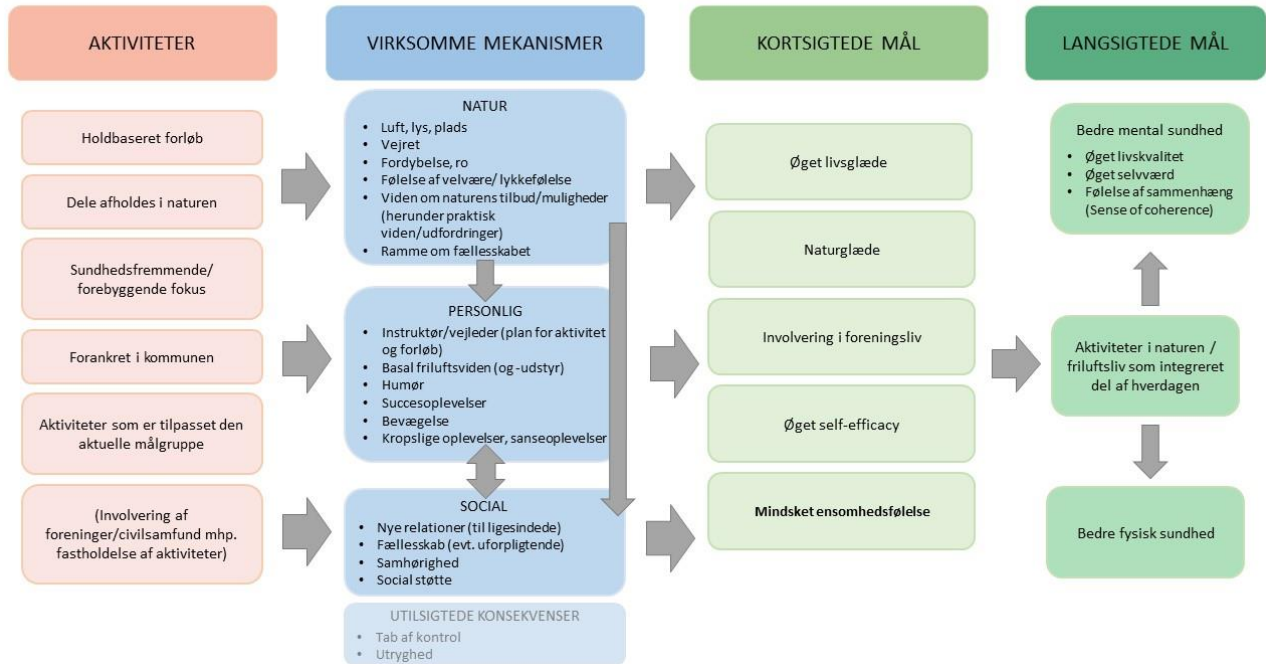 AKTIVITETER
Holdbaseret forløb
Dele afholdes i naturen
Sundhedsfremmende/
forebyggende fokus
Forankret i kommunen
Aktiviteter som er tilpasset den
aktuelle målgruppe
(Involvering af
foreninger/civilsamfund mhp.
fastholdelse af aktiviteter)
VIRKSOMME MEKANISMER
NATUR
• Luft, lys, plads
• Vejret
• Fordybelse, ro
• Følelse af velvære/ lykkefølelse
• Viden om naturens tilbud/muligheder
(herunder praktisk
viden/udfordringer)
• Ramme om fællesskabet
PERSONLIG
• Instruktør/vejleder (plan for aktivitet
og forløb)
• Basal friluftsviden (og -udstyr)
• Humør
• Succesoplevelser
• Bevægelse
• Kropslige oplevelser, sanseoplevelser
SOCIAL
• Nye relationer (til ligesindede)
• Fællesskab (evt. uforpligtende)
• Samhørighed
• Social støtte
UTILSIGTEDE KONSEKVENSER
• Tab af kontrol
• Utryghed
KORTSIGTEDE MÅL
Øget livsglæde
Naturglæde
Involvering i foreningsliv
Øget self-efficacy
Mindsket ensomhedsfølelse
LANGSIGTEDE MÅL
Bedre mental sundhed
• Øget livskvalitet
• Øget selvværd
• Følelse af sammenhæng
(Sense of coherence)
Aktiviteter i naturen /
friluftsliv som integreret
del af hverdagen
Bedre fysisk sundhed